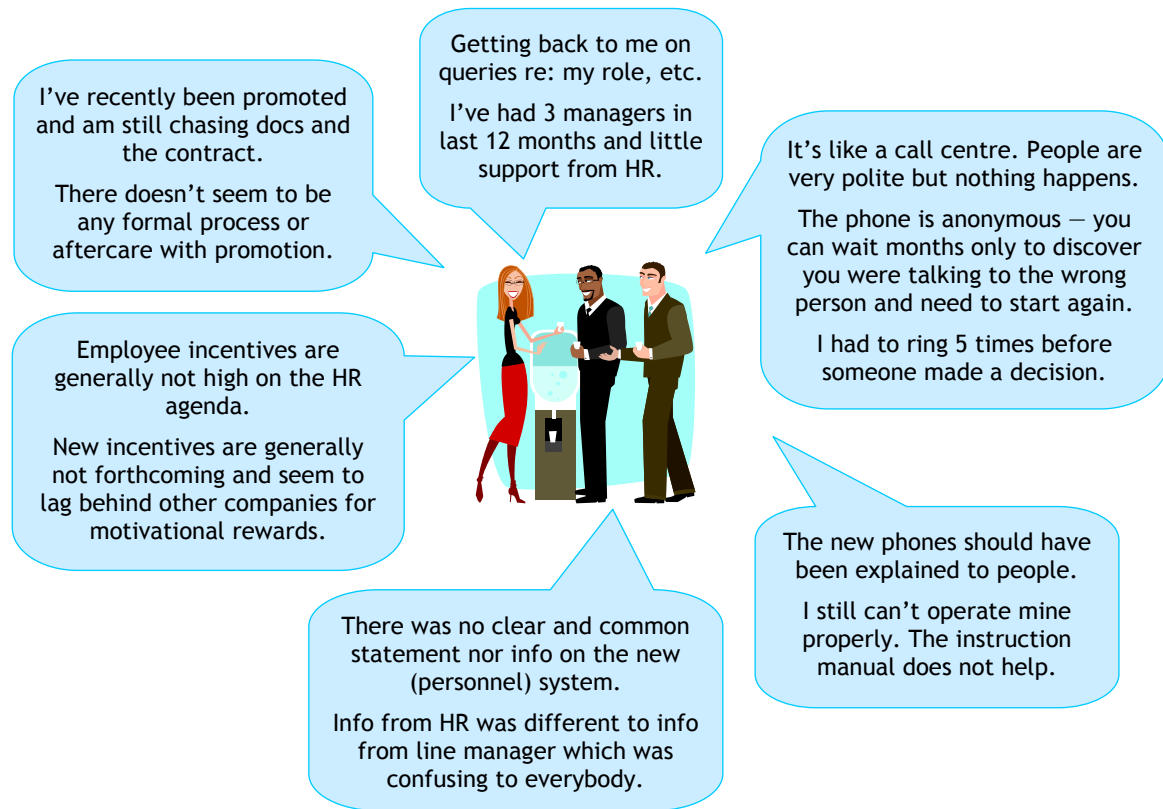 Getting back to me on
queries re: my role, etc.
I’ve had 3 managers in
last 12 months and little
support from HR.
I’ve recently been promoted
and am still chasing docs and
the contract.
There doesn’t seem to be
any formal process or
aftercare with promotion.
It’s like a call centre. People are
very polite but nothing happens.
The phone is anonymous – you
can wait months only to discover
you were talking to the wrong
person and need to start again.
I had to ring 5 times before
someone made a decision.
Employee incentives are
generally not high on the HR
agenda.
New incentives are generally
not forthcoming and seem to
lag behind other companies for
motivational rewards.
The new phones should have
been explained to people.
I still can’t operate mine
properly. The instruction
manual does not help.
There was no clear and common
statement nor info on the new
(personnel) system.
Info from HR was different to info
from line manager which was
confusing to everybody.